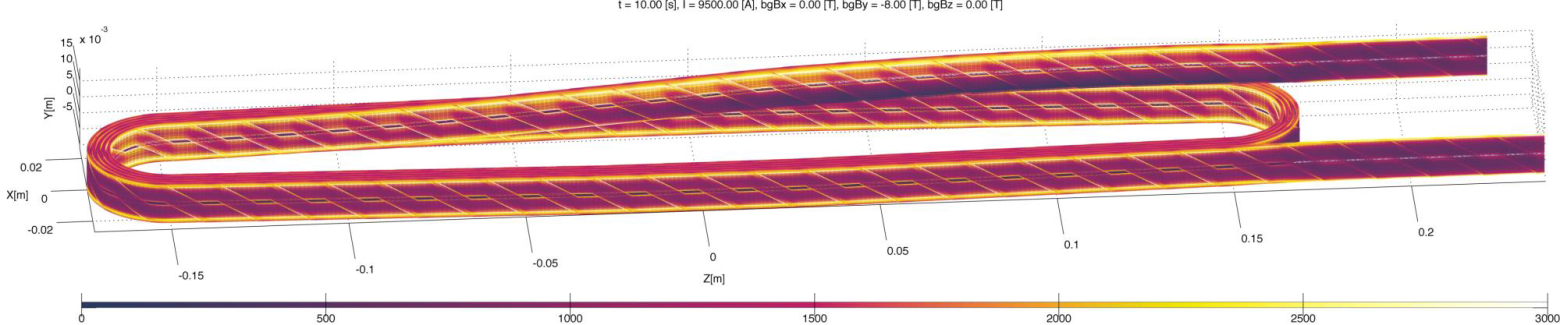 t = 10.00 [s], I = 9500.00 [A], bgBx = 0.00 [T], bgBy = -8.00 [T], bgBz = 0.00 [T]
x 10^-3
15
10
5
0
-5
Y[m]
0.02
X[m]
0
-0.02
-0.15
-0.1
-0.05
0
0.05
0.1
0.15
0.2
Z[m]
0 500 1000 1500 2000 2500 3000